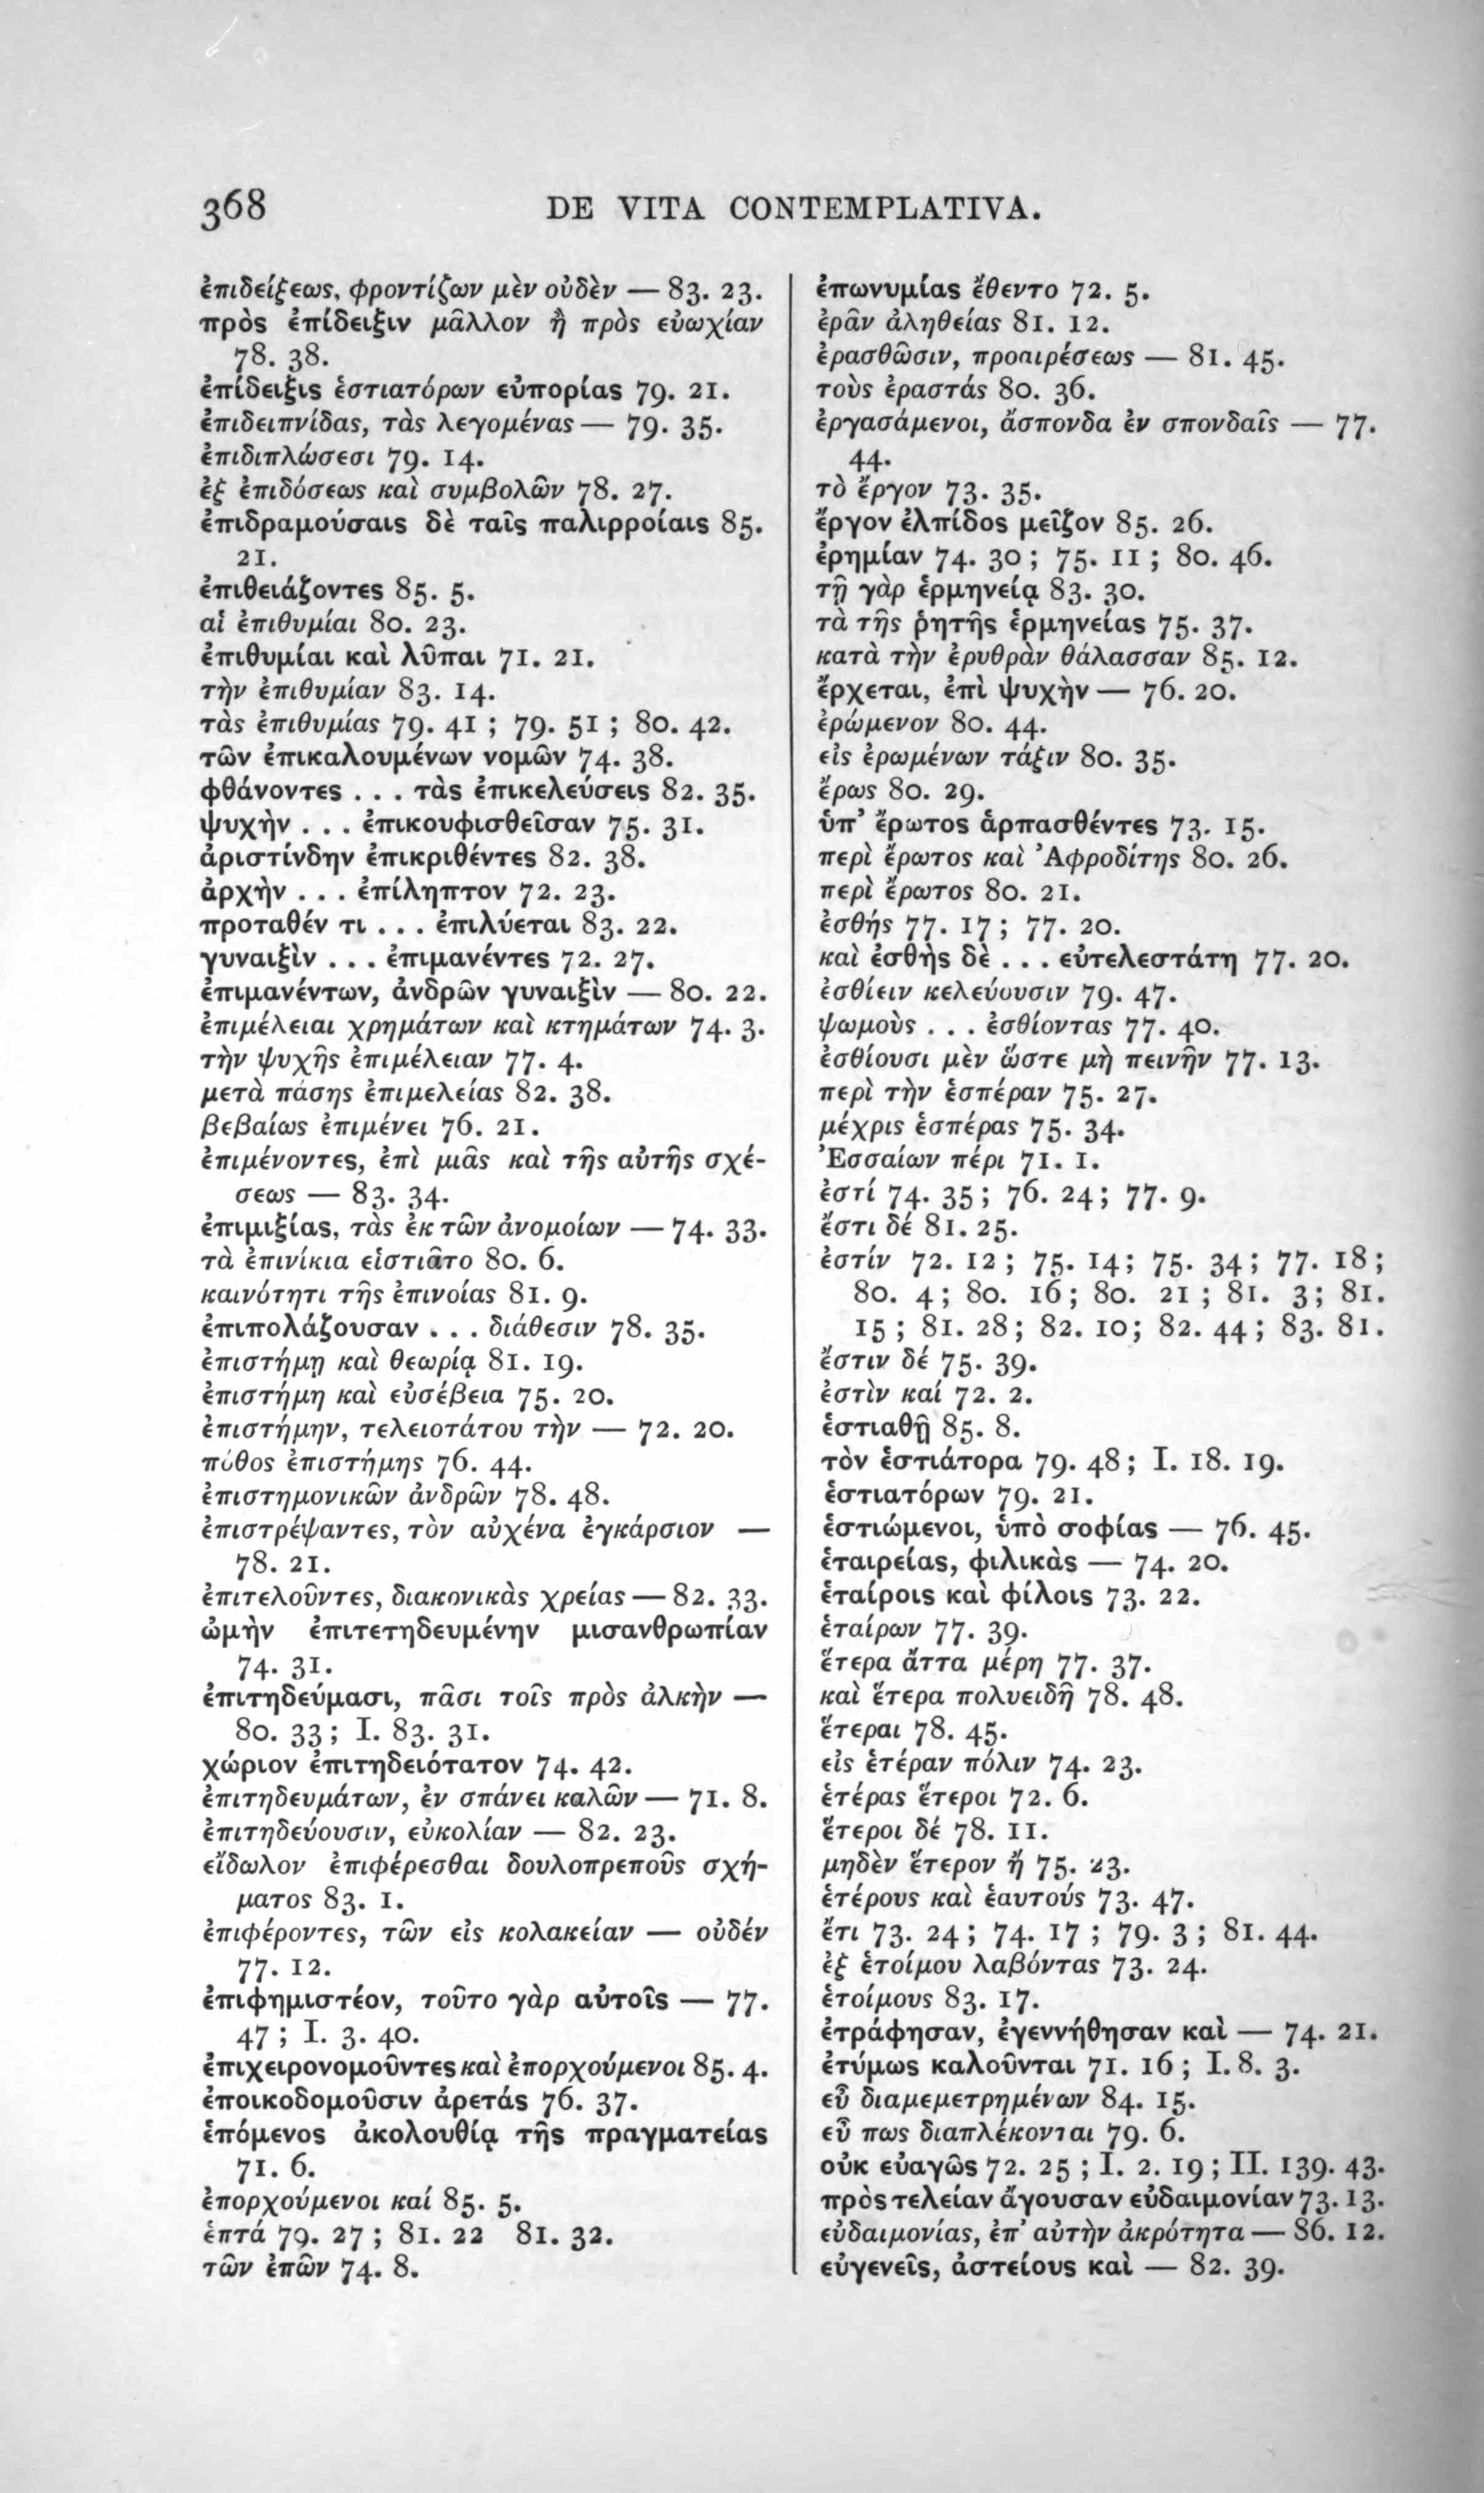 368 DE VITA CONTEMPLATIVA.
ἐπιδείξεως, φροντίζων μὲν οὐδὲν — 83. 23.
πρὸς ἐπίδειξιν μᾶλλον ἢ πρὸς εὐωχίαν
78. 38.
ἐπίδειξις ἑστιατόρων εὐπορίας 79. 21.
ἐπιδειπνίδας, τὰς λεγομένας — 79. 35.
ἐπιδιπλώσεσι 79. 14.
ἐξ ἐπιδόσεως καὶ συμβολῶν 78. 27.
ἐπιδραμούσαις δὲ ταῖς παλιρροίαις 85.
21.
ἐπιθειάζοντες 85. 5.
αἱ ἐπιθυμίαι 80. 23.
ἐπιθυμίαι καὶ λῦπαι 71. 21.
τὴν ἐπιθυμίαν 83. 14.
τὰς ἐπιθυμίας 79. 41 ; 79. 51 ; 80. 42.
τῶν ἐπικαλουμένων νομῶν 74. 38.
φθάνοντες . . . τὰς ἐπικελεύσεις 82. 35.
ψυχὴν . . . ἐπικουφισθεῖσαν 75. 31.
ἀριστίνδην ἐπικριθέντες 82. 38.
ἀρχὴν . . . ἐπίληπτον 72. 23.
προταθέν τι . . . ἐπιλύεται 83. 22.
γυναιξὶν . . . ἐπιμανέντες 72. 27.
ἐπιμανέντων, ἀνδρῶν γυναιξὶν — 80. 22.
ἐπιμέλειαι χρημάτων καὶ κτημάτων 74. 3.
τὴν ψυχῆς ἐπιμέλειαν 77. 4.
μετὰ πάσης ἐπιμελείας 82. 38.
βεβαίως ἐπιμένει 76. 21.
ἐπιμένοντες, ἐπὶ μιᾶς καὶ τῆς αὐτῆς σχέ-
σεως — 83. 34.
ἐπιμιξίας, τὰς ἐκ τῶν ἀνομοίων — 74. 33.
τὰ ἐπινίκια εἱστιᾶτο 80. 6.
καινότητι τῆς ἐπινοίας 81. 9.
ἐπιπολάζουσαν . . . διάθεσιν 78. 35.
ἐπιστήμῃ καὶ θεωρίᾳ 81. 19.
ἐπιστήμη καὶ εὐσέβεια 75. 20.
ἐπιστήμην, τελειοτάτου τὴν — 72. 20.
πόθος ἐπιστήμης 76. 44.
ἐπιστημονικῶν ἀνδρῶν 78. 48.
ἐπιστρέψαντες, τὸν αὐχένα ἐγκάρσιον —
78. 21.
ἐπιτελοῦντες, διακονικὰς χρείας — 82. 33.
ὠμὴν ἐπιτετηδευμένην μισανθρωπίαν
74. 31.
ἐπιτηδεύμασι, πᾶσι τοῖς πρὸς ἀλκὴν —
80. 33 ; I. 83. 31.
χώριον ἐπιτηδειότατον 74. 42.
ἐπιτηδευμάτων, ἐν σπάνει καλῶν — 71. 8.
ἐπιτηδεύουσιν, εὐκολίαν — 82. 23.
εἴδωλον ἐπιφέρεσθαι δουλοπρεποῦς σχή-
ματος 83. 1.
ἐπιφέροντες, τῶν εἰς κολακείαν — οὐδέν
77. 12.
ἐπιφημιστέον, τοῦτο γὰρ αὐτοῖς — 77.
47 ; I. 3. 40.
ἐπιχειρονομοῦντες καὶ ἐπορχούμενοι 85. 4.
ἐποικοδομοῦσιν ἀρετάς 76. 37.
ἑπόμενος ἀκολουθίᾳ τῆς πραγματείας
71. 6.
ἐπορχούμενοι καί 85. 5.
ἑπτά 79. 27 ; 81. 22 81. 32.
τῶν ἐπῶν 74. 8.
ἐπωνυμίας ἔθεντο 72. 5.
ἐρᾶν ἀληθείας 81. 12.
ἐρασθῶσιν, προαιρέσεως — 81. 45.
τοὺς ἐραστάς 80. 36.
ἐργασάμενοι, ἄσπονδα ἐν σπονδαῖς — 77.
44.
τὸ ἔργον 73. 35.
ἔργον ἐλπίδος μεῖζον 85. 26.
ἐρημίαν 74. 30 ; 75. 11 ; 80. 46.
τῇ γὰρ ἑρμηνείᾳ 83. 30.
τὰ τῆς ῥητῆς ἑρμηνείας 75. 37.
κατὰ τὴν ἐρυθρὰν θάλασσαν 85. 12.
ἔρχεται, ἐπὶ ψυχὴν — 76. 20.
ἐρώμενον 80. 44.
εἰς ἐρωμένων τάξιν 80. 35.
ἔρως 80. 29.
ὑπ’ ἔρωτος ἁρπασθέντες 73. 15.
περὶ ἔρωτος καὶ Ἀφροδίτης 80. 26.
περὶ ἔρωτος 80. 21.
ἐσθής 77. 17 ; 77. 20.
καὶ ἐσθὴς δὲ . . . εὐτελεστάτη 77. 20.
ἐσθίειν κελεύουσιν 79. 47.
ψωμοὺς . . . ἐσθίοντας 77. 40.
ἐσθίουσι μὲν ὥστε μὴ πεινῆν 77. 13.
περὶ τὴν ἑσπέραν 75. 27.
μέχρις ἑσπέρας 75. 34.
Ἐσσαίων πέρι 71. 1.
ἐστί 74. 35 ; 76. 24 ; 77. 9.
ἔστι δέ 81. 25.
ἐστίν 72. 12 ; 75. 14 ; 75. 34 ; 77. 18 ;
80. 4 ; 80. 16 ; 80. 21 ; 81. 3 ; 81.
15 ; 81. 28 ; 82. 10 ; 82. 44 ; 83. 81.
ἔστιν δέ 75. 39.
ἐστὶν καί 72. 2.
ἑστιαθῇ 85. 8.
τὸν ἑστιάτορα 79. 48 ; I. 18. 19.
ἑστιατόρων 79. 21.
ἑστιώμενοι, ὑπὸ σοφίας — 76. 45.
ἑταιρείας, φιλικὰς — 74. 20.
ἑταίροις καὶ φίλοις 73. 22.
ἑταίρων 77. 39.
ἕτερα ἄττα μέρη 77. 37.
καὶ ἕτερα πολυειδῆ 78. 48.
ἕτεραι 78. 45.
εἰς ἑτέραν πόλιν 74. 23.
ἑτέρας ἕτεροι 72. 6.
ἕτεροι δέ 78. 11.
μηδὲν ἕτερον ἤ 75. 23.
ἑτέρους καὶ ἑαυτούς 73. 47.
ἔτι 73. 24 ; 74. 17 ; 79. 3 ; 81. 44.
ἐξ ἑτοίμου λαβόντας 73. 24.
ἑτοίμους 83. 17.
ἐτράφησαν, ἐγεννήθησαν καὶ — 74. 21.
ἐτύμως καλοῦνται 71. 16 ; I. 8. 3.
εὖ διαμεμετρημένων 84. 15.
εὖ πως διαπλέκονται 79. 6.
οὐκ εὐαγῶς 72. 25 ; I. 2. 19 ; II. 139. 43.
πρὸς τελείαν ἄγουσαν εὐδαιμονίαν 73. 13.
εὐδαιμονίας, ἐπ’ αὐτὴν ἀκρότητα — 86. 12.
εὐγενεῖς, ἀστείους καὶ — 82. 39.